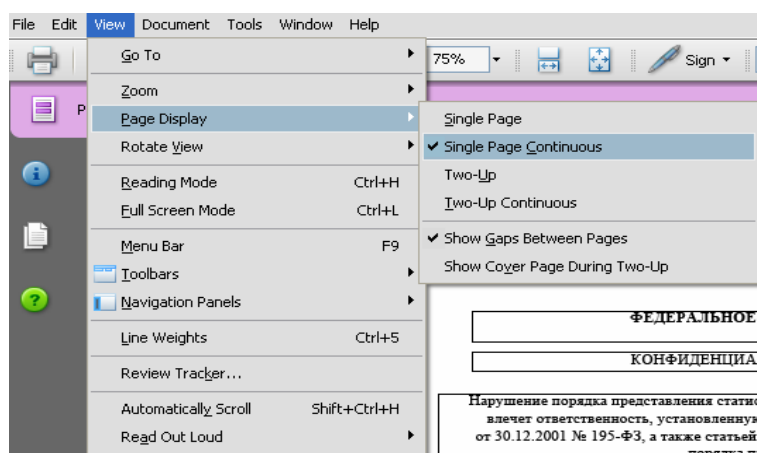 File Edit View Document Tools Window Help
Go To
75%
Sign
Zoom
Page Display
Rotate View
Reading Mode Ctrl+H
Full Screen Mode Ctrl+L
Menu Bar F9
Toolbars
Navigation Panels
Line Weights Ctrl+5
Review Tracker...
Automatically Scroll Shift+Ctrl+H
Read Out Loud
P
Single Page
Single Page Continuous
Two-Up
Two-Up Continuous
Show Gaps Between Pages
Show Cover Page During Two-Up
ФЕДЕРАЛЬНОЕ
КОНФИДЕНЦИА
Нарушение порядка представления стати
влечет ответственность, установленну
от 30.12.2001 № 195-ФЗ, а также статьей